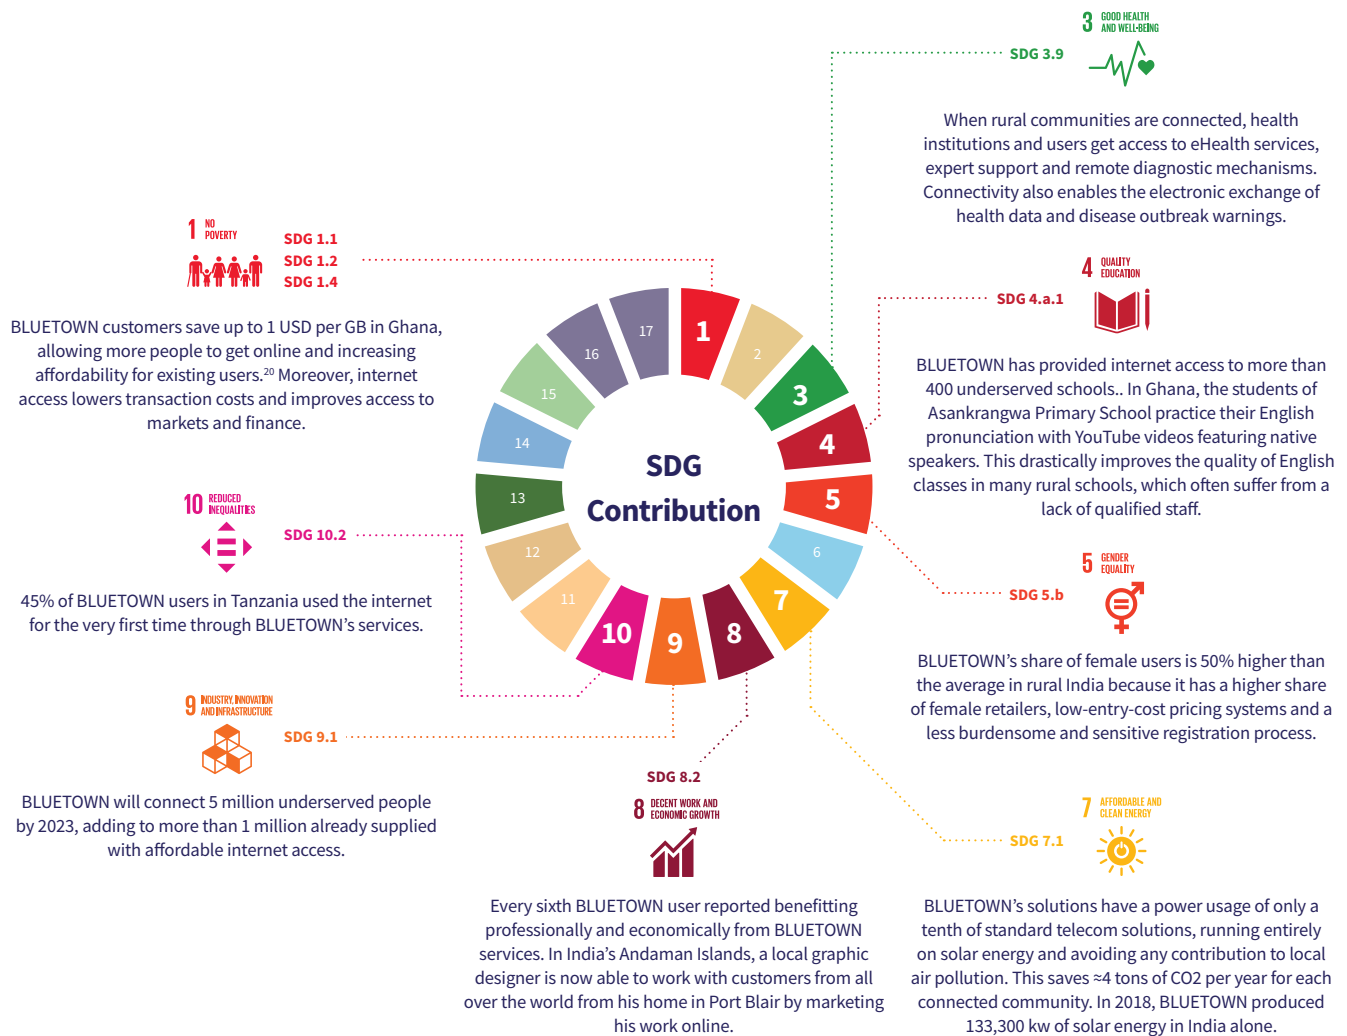 3 GOOD HEALTH
AND WELL-BEING
SDG 3.9
When rural communities are connected, health
institutions and users get access to eHealth services,
expert support and remote diagnostic mechanisms.
Connectivity also enables the electronic exchange of
health data and disease outbreak warnings.
1 NO
POVERTY
SDG 1.1
SDG 1.2
SDG 1.4
BLUETOWN customers save up to 1 USD per GB in Ghana,
allowing more people to get online and increasing
affordability for existing users.20 Moreover, internet
access lowers transaction costs and improves access to
markets and finance.
4 QUALITY
EDUCATION
SDG 4.a.1
BLUETOWN has provided internet access to more than
400 underserved schools.. In Ghana, the students of
Asankrangwa Primary School practice their English
pronunciation with YouTube videos featuring native
speakers. This drastically improves the quality of English
classes in many rural schools, which often suffer from a
lack of qualified staff.
SDG
Contribution
1
2
3
4
5
6
7
8
9
10
11
12
13
14
15
16
17
10 REDUCED
INEQUALITIES
SDG 10.2
45% of BLUETOWN users in Tanzania used the internet
for the very first time through BLUETOWN's services.
5 GENDER
EQUALITY
SDG 5.b
BLUETOWN's share of female users is 50% higher than
the average in rural India because it has a higher share
of female retailers, low-entry-cost pricing systems and a
less burdensome and sensitive registration process.
9 INDUSTRY, INNOVATION
AND INFRASTRUCTURE
SDG 9.1
BLUETOWN will connect 5 million underserved people
by 2023, adding to more than 1 million already supplied
with affordable internet access.
SDG 8.2
8 DECENT WORK AND
ECONOMIC GROWTH
Every sixth BLUETOWN user reported benefitting
professionally and economically from BLUETOWN
services. In India's Andaman Islands, a local graphic
designer is now able to work with customers from all
over the world from his home in Port Blair by marketing
his work online.
7 AFFORDABLE AND
CLEAN ENERGY
SDG 7.1
BLUETOWN's solutions have a power usage of only a
tenth of standard telecom solutions, running entirely
on solar energy and avoiding any contribution to local
air pollution. This saves ≈4 tons of CO2 per year for each
connected community. In 2018, BLUETOWN produced
133,300 kw of solar energy in India alone.